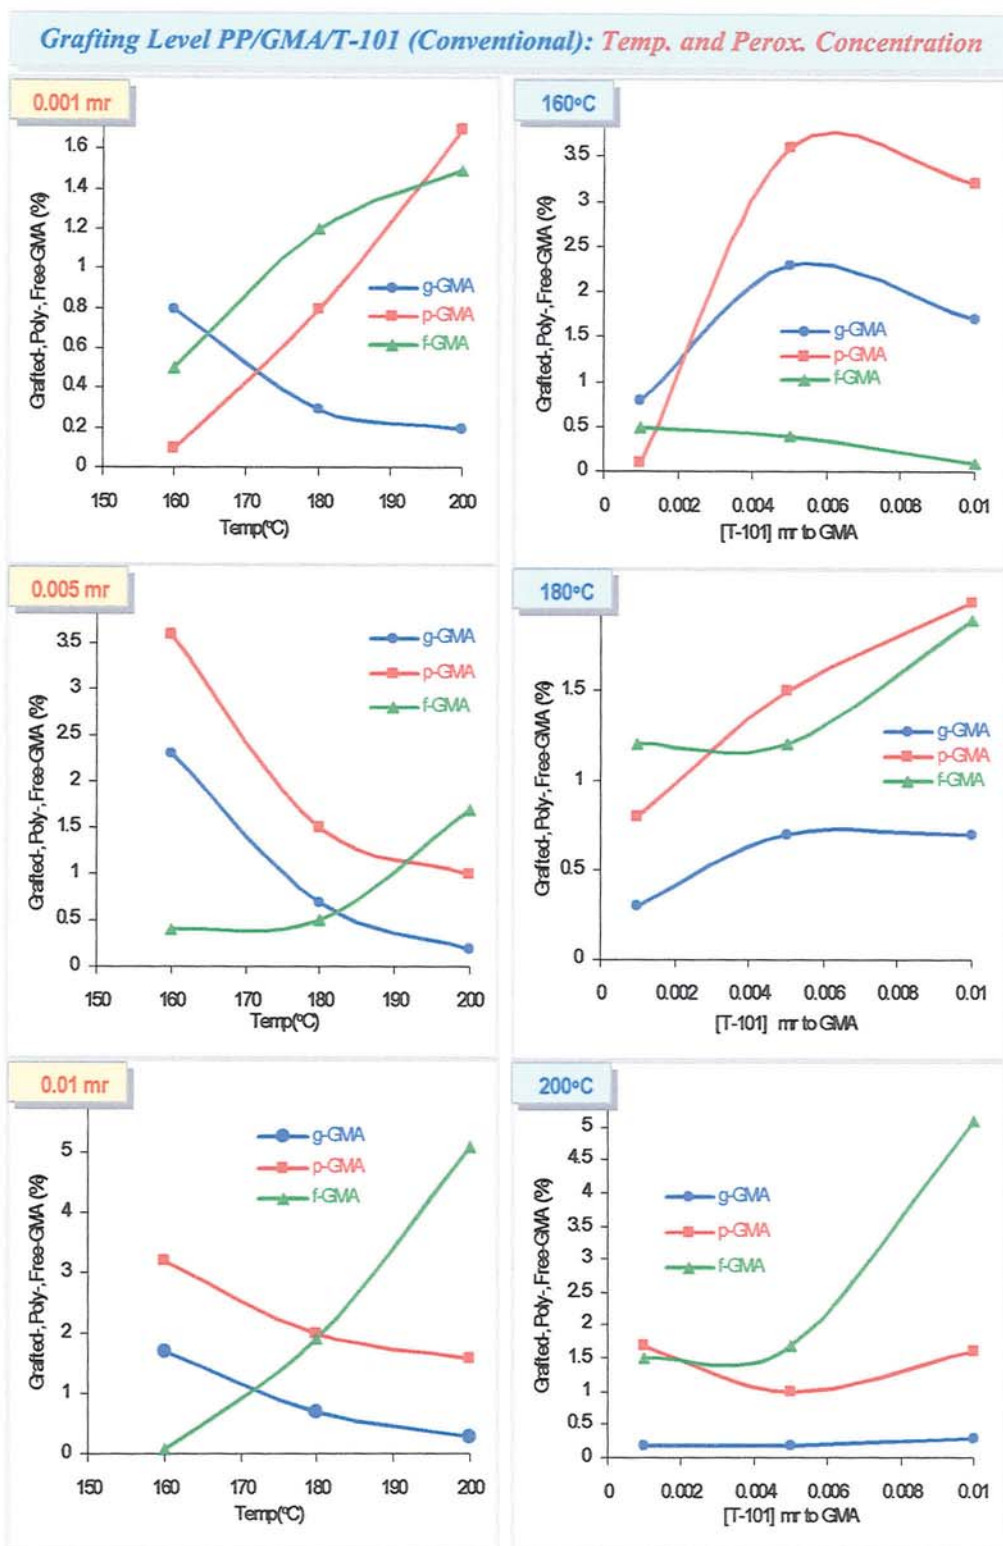 Grafting Level PP/GMA/T-101 (Conventional): Temp. and Perox. Concentration
0.001 mr
Grafted-, Poly-, Free-GMA (%)
1.6
1.4
1.2
1
0.8
0.6
0.4
0.2
0
150 160 170 180 190 200
Temp(°C)
g-GMA
p-GMA
f-GMA
160°C
Grafted-, Poly-, Free-GMA (%)
3.5
3
2.5
2
1.5
1
0.5
0
0 0.002 0.004 0.006 0.008 0.01
[T-101] mr to GMA
g-GMA
p-GMA
f-GMA
0.005 mr
Grafted-, Poly-, Free-GMA (%)
3.5
3
2.5
2
1.5
1
0.5
0
150 160 170 180 190 200
Temp(°C)
g-GMA
p-GMA
f-GMA
180°C
Grafted-, Poly-, Free-GMA (%)
1.5
1
0.5
0
0 0.002 0.004 0.006 0.008 0.01
[T-101] mr to GMA
g-GMA
p-GMA
f-GMA
0.01 mr
Grafted-, Poly-, Free-GMA (%)
5
4
3
2
1
0
150 160 170 180 190 200
Temp(°C)
g-GMA
p-GMA
f-GMA
200°C
Grafted-, Poly-, Free-GMA (%)
5
4.5
4
3.5
3
2.5
2
1.5
1
0.5
0
0 0.002 0.004 0.006 0.008 0.01
[T-101] mr to GMA
g-GMA
p-GMA
f-GMA